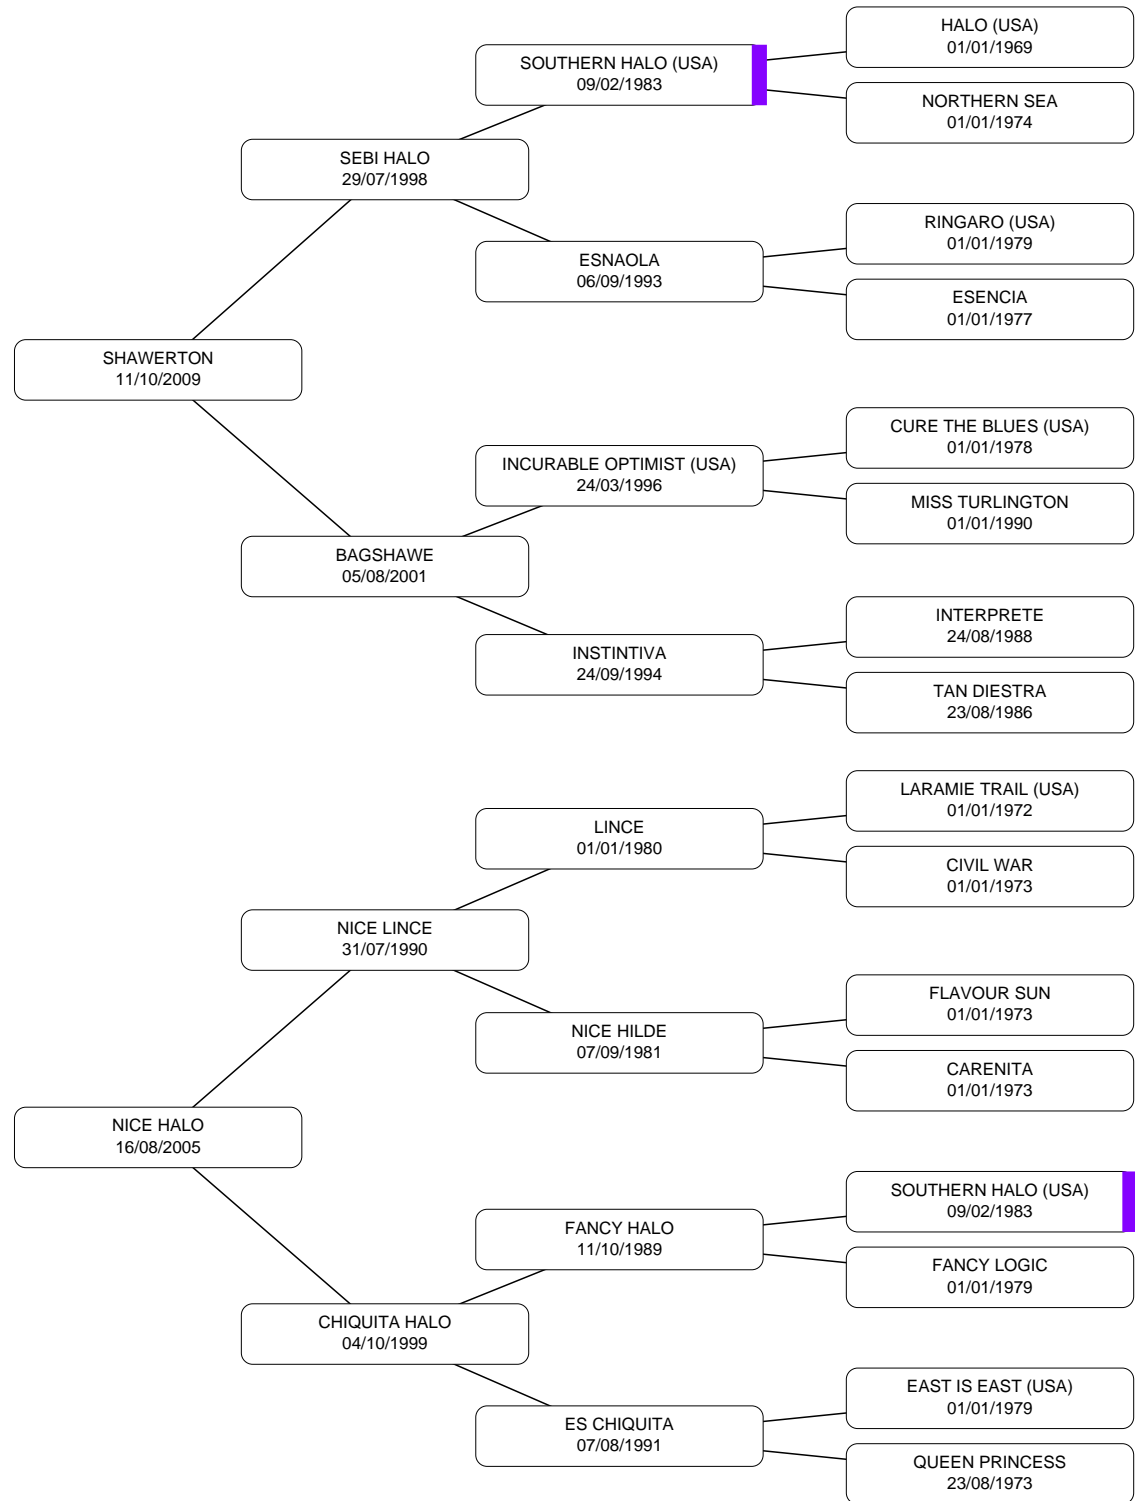 HALO (USA)
01/01/1969
SOUTHERN HALO (USA)
09/02/1983
NORTHERN SEA
01/01/1974
SEBI HALO
29/07/1998
RINGARO (USA)
01/01/1979
ESNAOLA
06/09/1993
ESENCIA
01/01/1977
SHAWERTON
11/10/2009
CURE THE BLUES (USA)
01/01/1978
INCURABLE OPTIMIST (USA)
24/03/1996
MISS TURLINGTON
01/01/1990
BAGSHAWE
05/08/2001
INTERPRETE
24/08/1988
INSTINTIVA
24/09/1994
TAN DIESTRA
23/08/1986
LARAMIE TRAIL (USA)
01/01/1972
LINCE
01/01/1980
CIVIL WAR
01/01/1973
NICE LINCE
31/07/1990
FLAVOUR SUN
01/01/1973
NICE HILDE
07/09/1981
CARENITA
01/01/1973
NICE HALO
16/08/2005
SOUTHERN HALO (USA)
09/02/1983
FANCY HALO
11/10/1989
FANCY LOGIC
01/01/1979
CHIQUITA HALO
04/10/1999
EAST IS EAST (USA)
01/01/1979
ES CHIQUITA
07/08/1991
QUEEN PRINCESS
23/08/1973